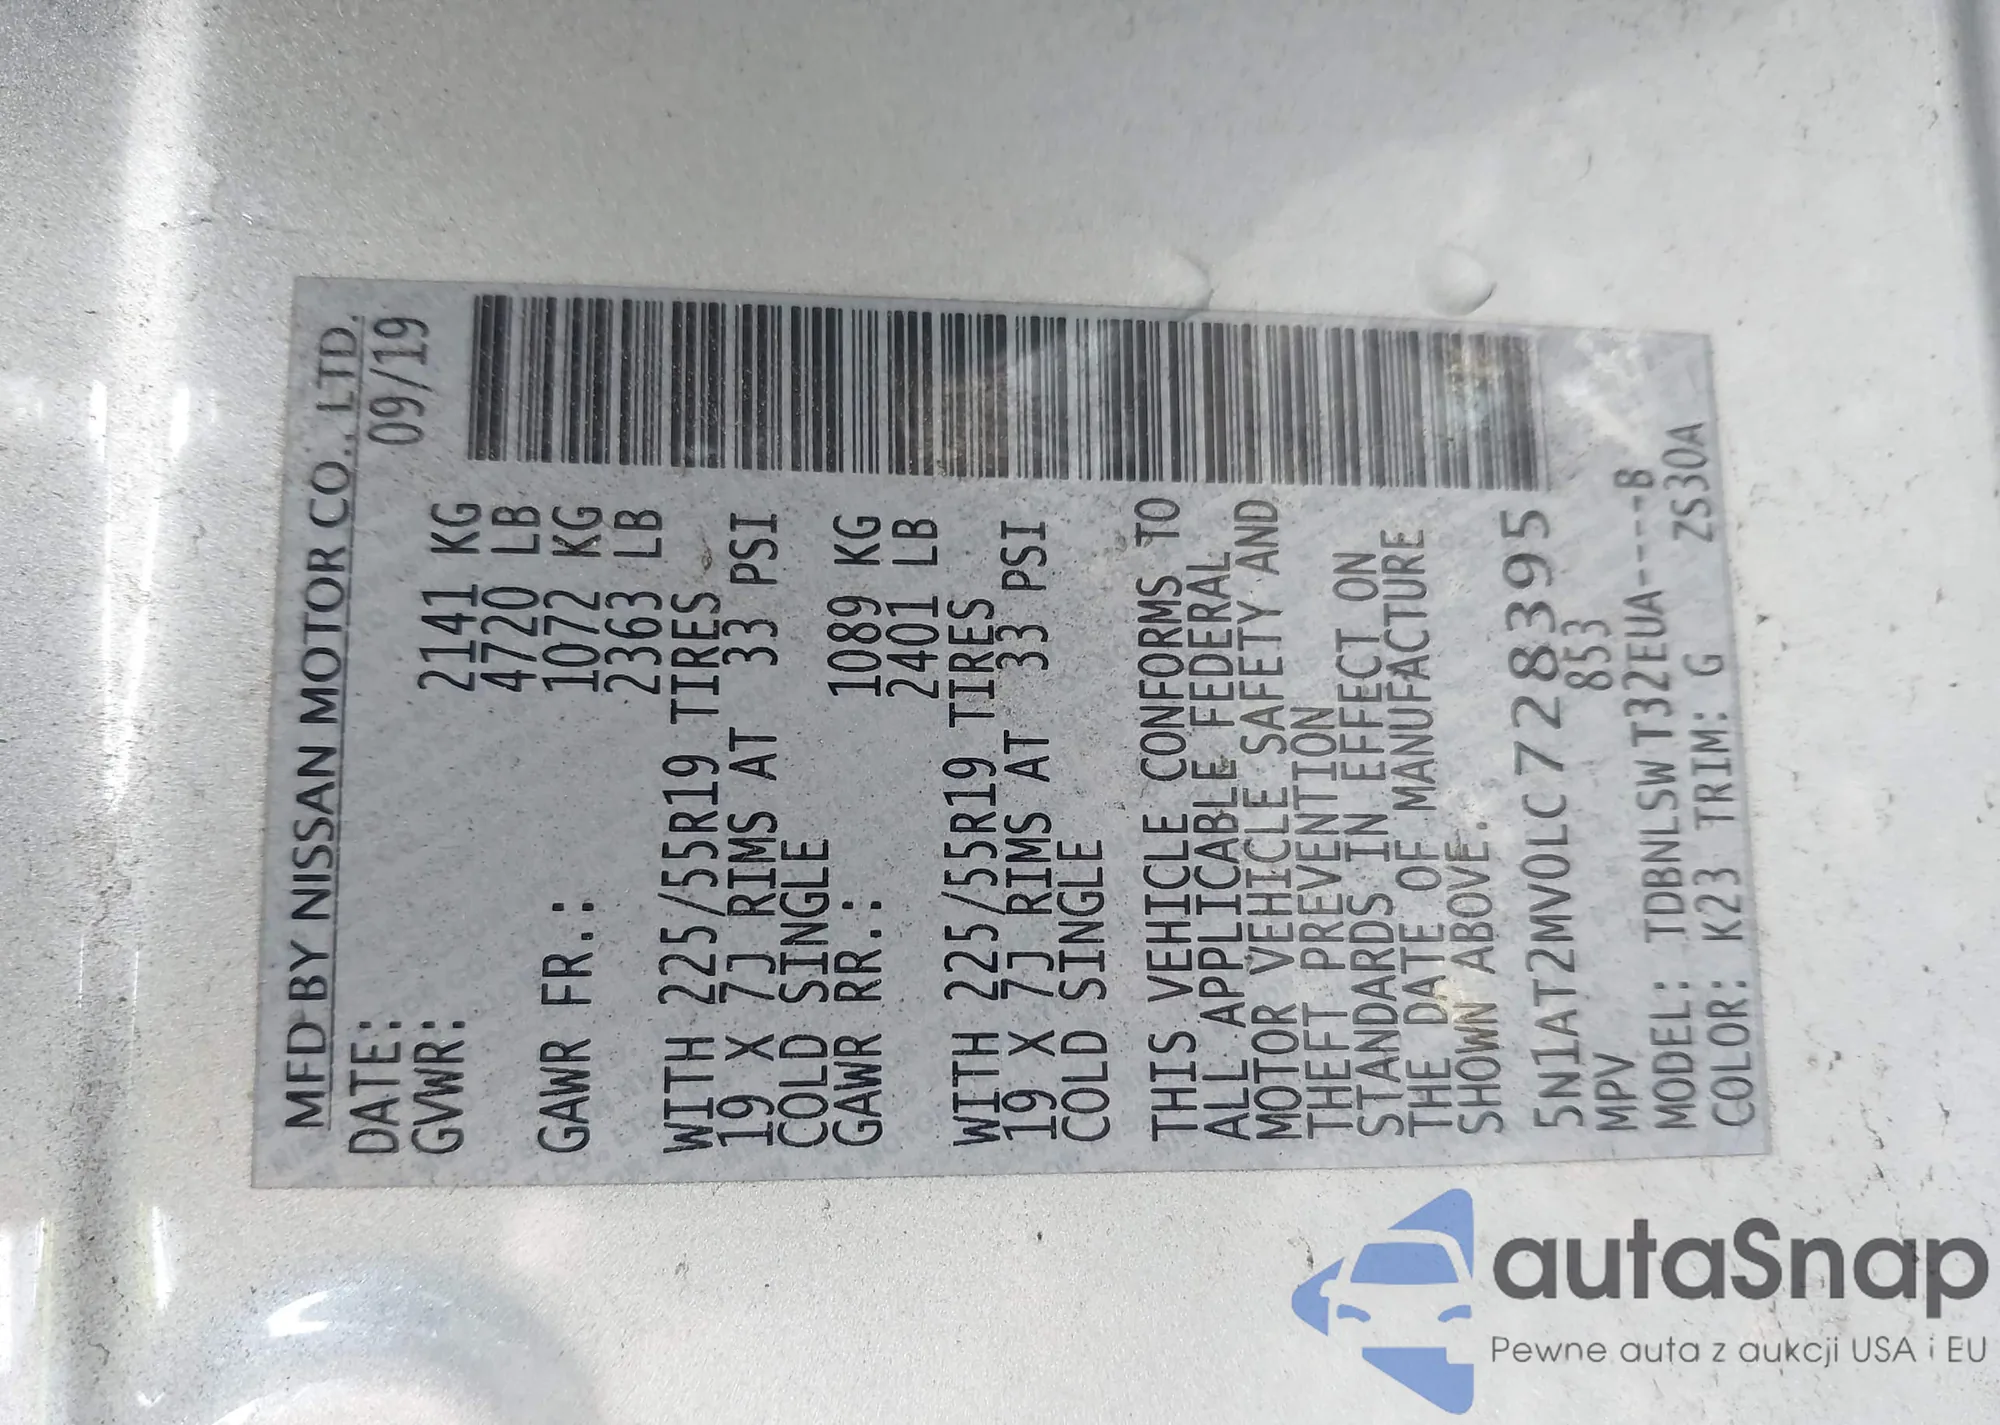 MFD BY NISSAN MOTOR CO., LTD.
DATE: 09/19
GVWR: 2141 KG
4720 LB
GAWR FR.: 1072 KG
2363 LB
WITH 225/55R19 TIRES
19 X 7J RIMS AT 33 PSI
COLD SINGLE
GAWR RR.: 1089 KG
2401 LB
WITH 225/55R19 TIRES
19 X 7J RIMS AT 33 PSI
COLD SINGLE
THIS VEHICLE CONFORMS TO
ALL APPLICABLE FEDERAL
MOTOR VEHICLE SAFETY AND
THEFT PREVENTION
STANDARDS IN EFFECT ON
THE DATE OF MANUFACTURE
SHOWN ABOVE.
5N1AT2MV0LC728395
MPV 853
MODEL: TDBNLSW T32EUA----B
COLOR: K23 TRIM: G ZS30A
autaSnap
Pewne auta z aukcji USA i EU